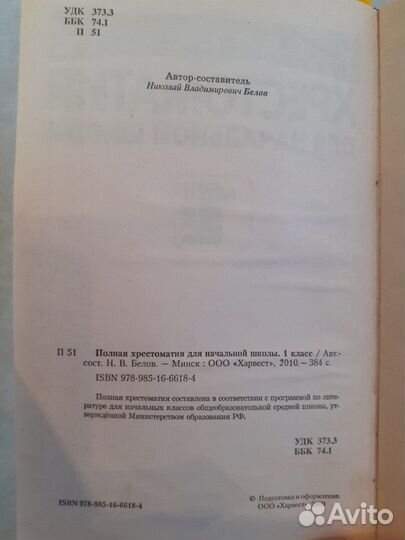 УДК 373.3
ББК 74.1
П 51
Автор-составитель
Николай Владимирович Белов
П 51 Полная хрестоматия для начальной школы. 1 класс / Авт.-
сост. Н. В. Белов. — Минск : ООО «Харвест», 2010.— 384 с.
ISBN 978-985-16-6618-4
Полная хрестоматия составлена в соответствии с программой по ли-
тературе для начальных классов общеобразовательной средней школы, ут-
верждённой Министерством образования РФ.
УДК 373.3
ББК 74.1
ISBN 978-985-16-6618-4
© Подготовка и оформление.
ООО «Харвест»
Avito